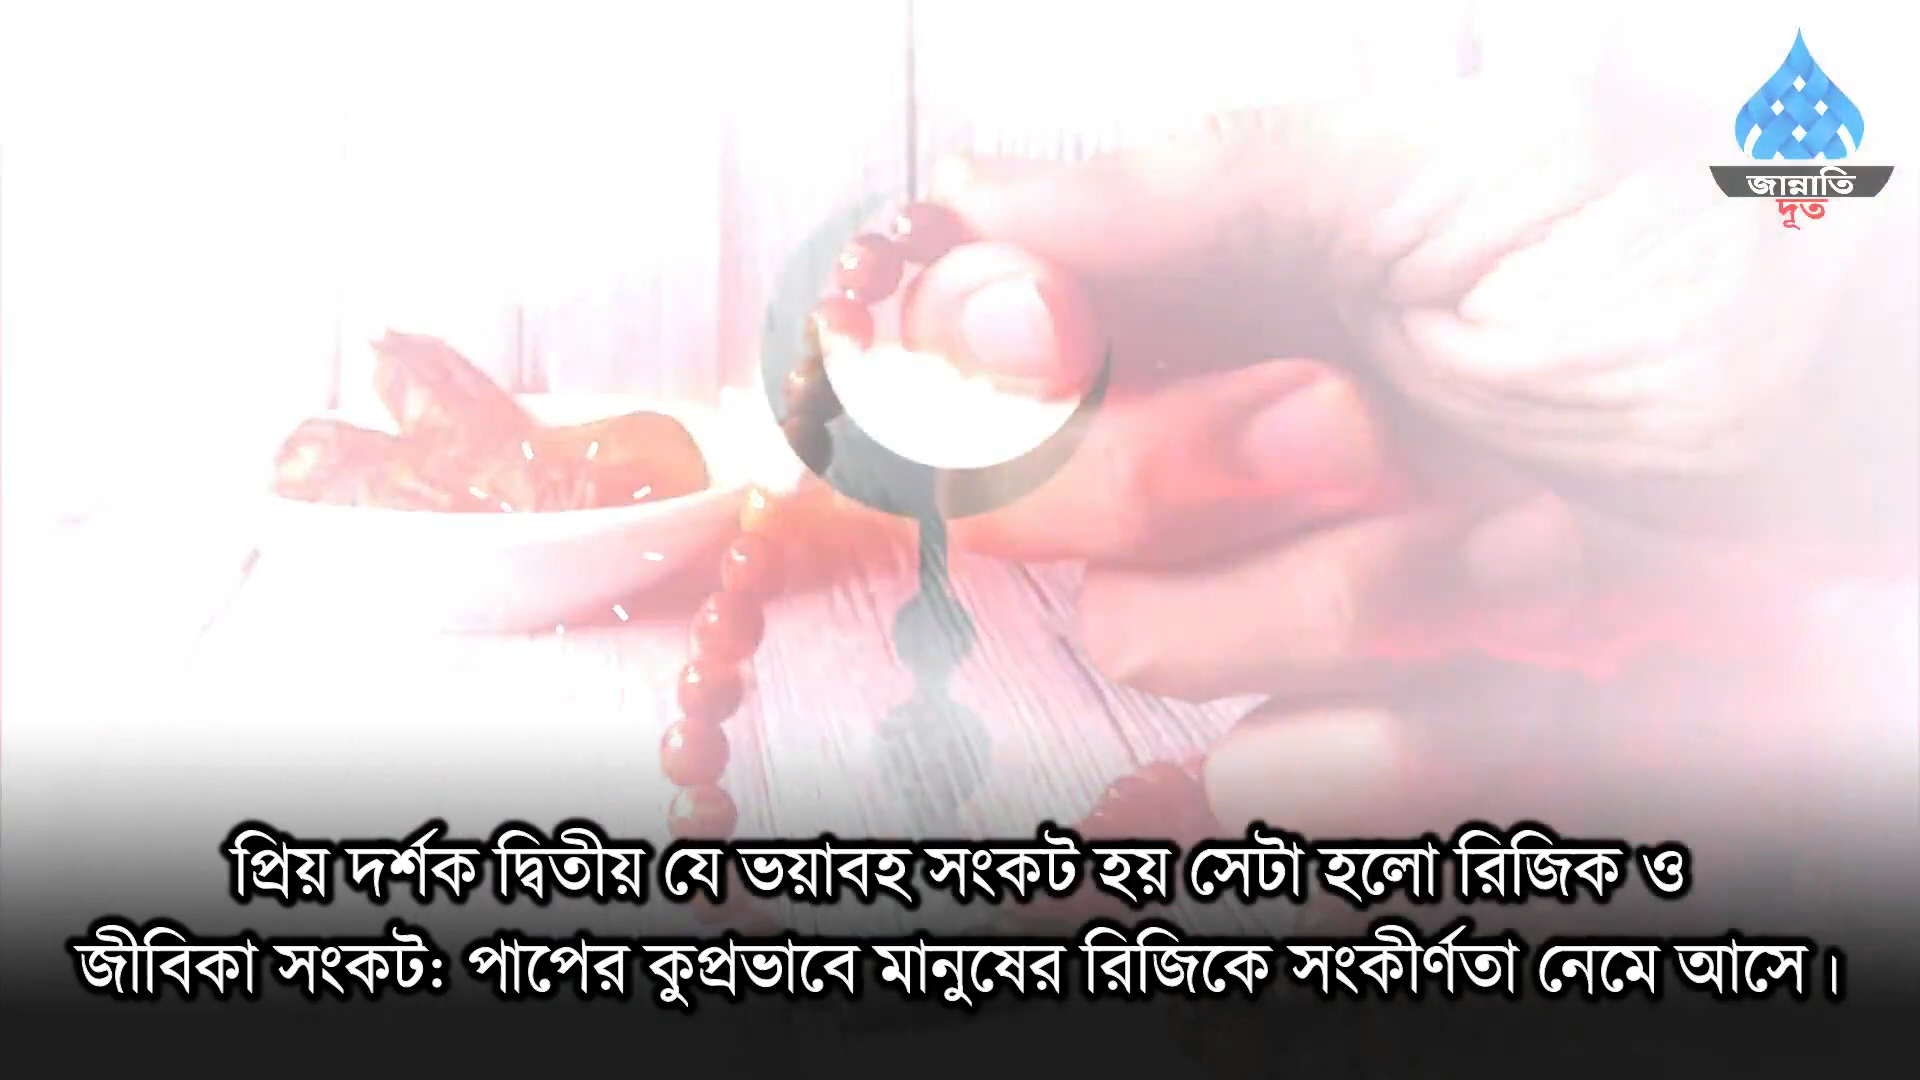 জান্নাতি
দূত
প্রিয় দর্শক দ্বিতীয় যে ভয়াবহ সংকট হয় সেটা হলো রিজিক ও
জীবিকা সংকট: পাপের কুপ্রভাবে মানুষের রিজিকে সংকীর্ণতা নেমে আসে।